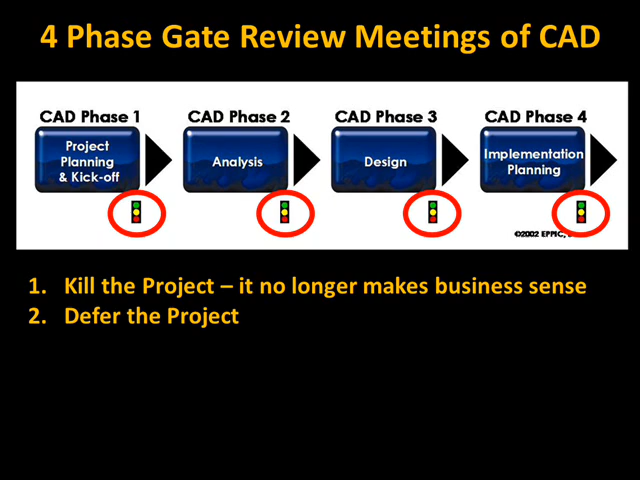 4 Phase Gate Review Meetings of CAD
CAD Phase 1
CAD Phase 2
CAD Phase 3
CAD Phase 4
Project
Planning
& Kick-off
Analysis
Design
Implementation
Planning
©2002 EPPIC,
1. Kill the Project – it no longer makes business sense
2. Defer the Project